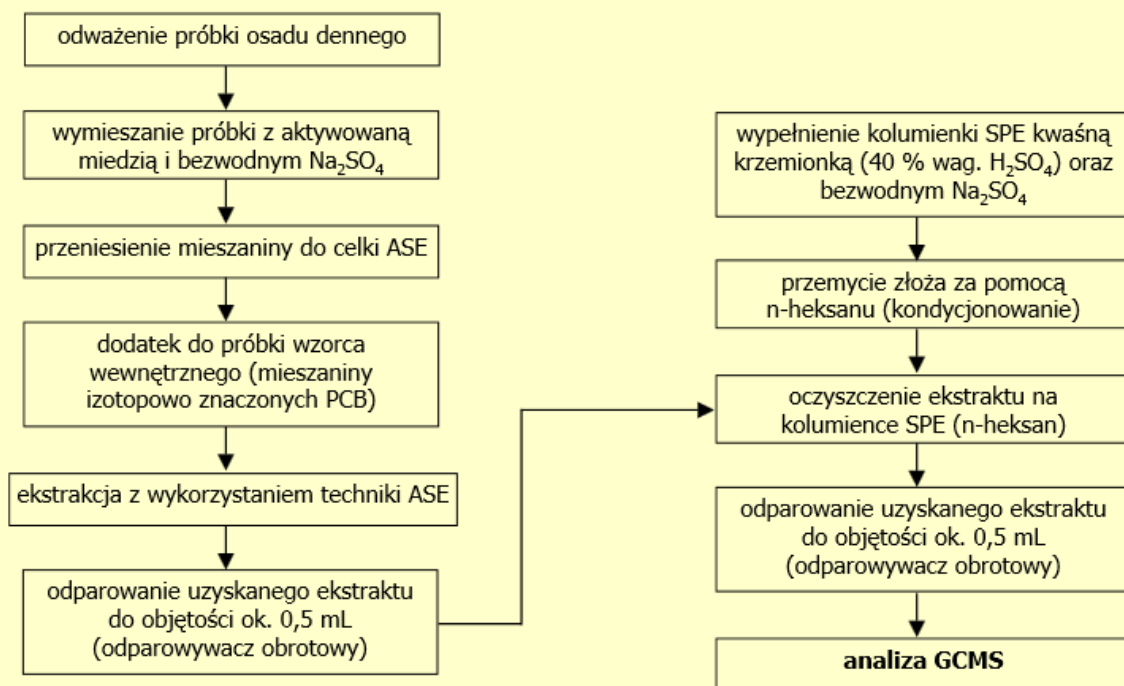 odważenie próbki osadu dennego
wymieszanie próbki z aktywowaną
miedzią i bezwodnym Na₂SO₄
przeniesienie mieszaniny do celki ASE
dodatek do próbki wzorca
wewnętrznego (mieszaniny
izotopowo znaczonych PCB)
ekstrakcja z wykorzystaniem techniki ASE
odparowanie uzyskanego ekstraktu
do objętości ok. 0,5 mL
(odparowywacz obrotowy)
wypełnienie kolumienki SPE kwaśną
krzemionką (40 % wag. H₂SO₄) oraz
bezwodnym Na₂SO₄
przemycie złoża za pomocą
n-heksanu (kondycjonowanie)
oczyszczenie ekstraktu na
kolumience SPE (n-heksan)
odparowanie uzyskanego ekstraktu
do objętości ok. 0,5 mL
(odparowywacz obrotowy)
analiza GCMS